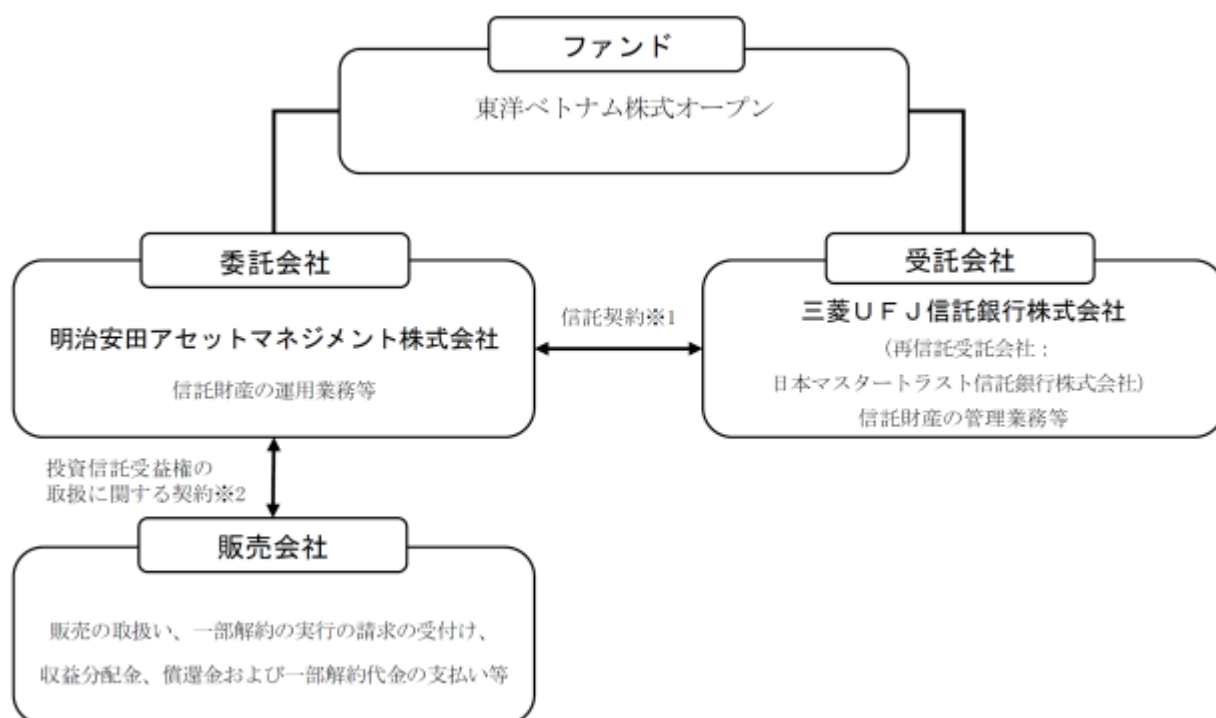 ファンド
東洋ベトナム株式オープン
委託会社
明治安田アセットマネジメント株式会社
信託財産の運用業務等
信託契約※1
受託会社
三菱UFJ信託銀行株式会社
(再信託受託会社:
日本マスタートラスト信託銀行株式会社)
信託財産の管理業務等
投資信託受益権の
取扱に関する契約※2
販売会社
販売の取扱い、一部解約の実行の請求の受付け、
収益分配金、償還金および一部解約代金の支払い等